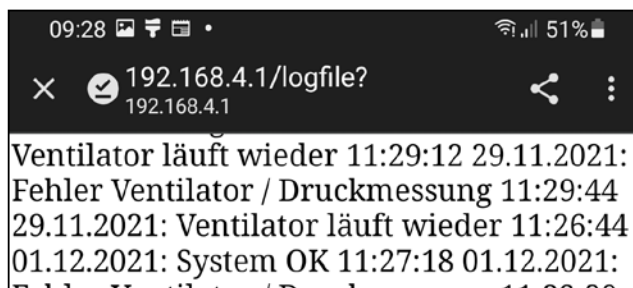 09:28
51%
192.168.4.1/logfile?
192.168.4.1
Ventilator läuft wieder 11:29:12 29.11.2021:
Fehler Ventilator / Druckmessung 11:29:44
29.11.2021: Ventilator läuft wieder 11:26:44
01.12.2021: System OK 11:27:18 01.12.2021: